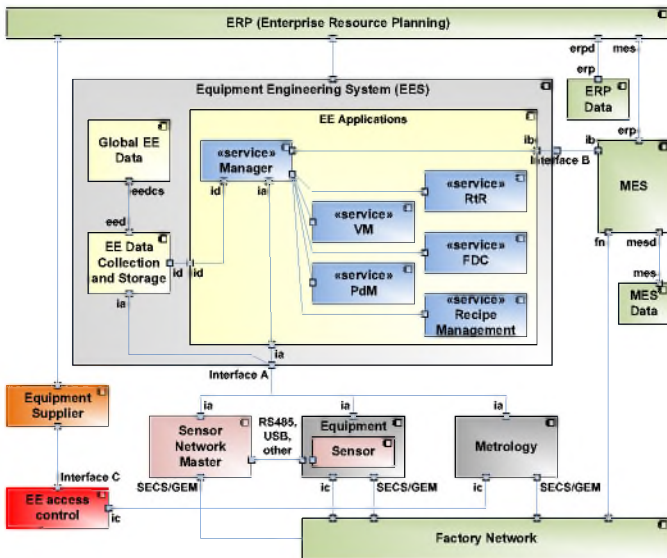 ERP (Enterprise Resource Planning)
erpd
mes
erp
ERP
Data
Equipment Engineering System (EES)
EE Applications
Global EE
Data
«service»
Manager
ib
Interface B
ib
erp
MES
eedcs
id
ia
«service»
RtR
«service»
VM
eed
EE Data
Collection
and Storage
id
id
«service»
FDC
fn
mesd
«service»
PdM
mes
MES
Data
ia
«service»
Recipe
Management
ia
Interface A
Equipment
Supplier
ia
ia
ia
Sensor
Network
Master
RS485,
USB,
other
Equipment
Sensor
Metrology
Interface C
SECS/GEM
ic
SECS/GEM
ic
SECS/GEM
EE access
control
ic
Factory Network